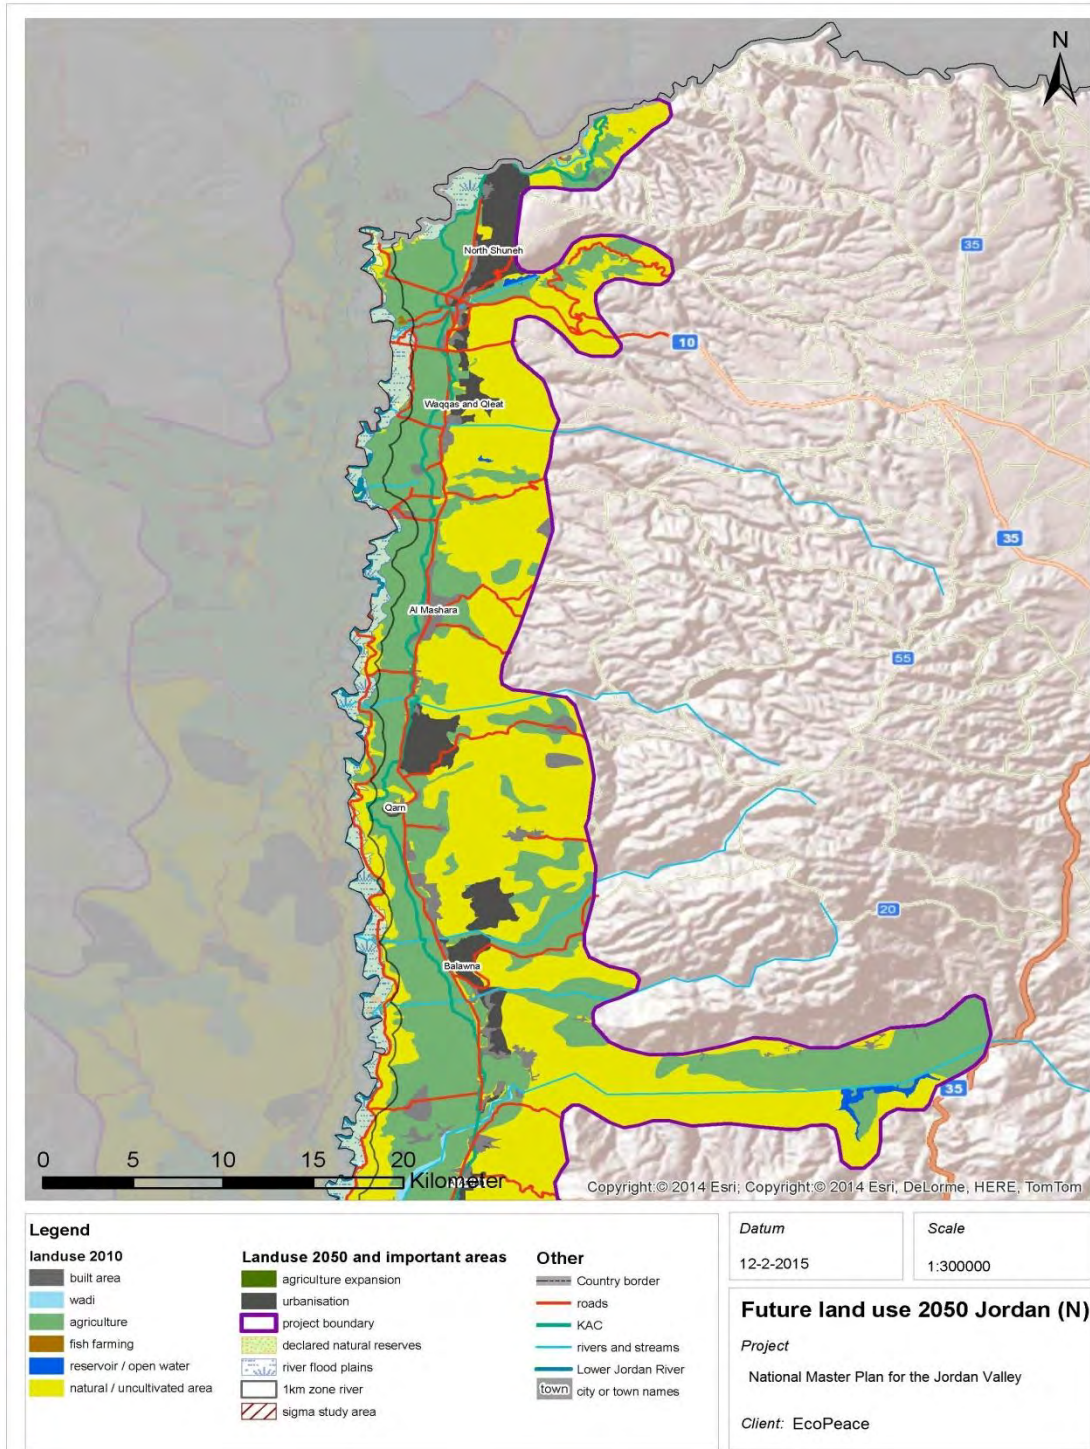 N
35
North Shuneh
10
Waqqas and Qleat
35
Al Mashara
55
Qarn
20
Balawna
35
0 5 10 15 20
Kilometer
Copyright:© 2014 Esri; Copyright:© 2014 Esri, DeLorme, HERE, TomTom
Legend
landuse 2010
built area
wadi
agriculture
fish farming
reservoir / open water
natural / uncultivated area
Landuse 2050 and important areas
agriculture expansion
urbanisation
project boundary
declared natural reserves
river flood plains
1km zone river
sigma study area
Other
Country border
roads
KAC
rivers and streams
Lower Jordan River
town city or town names
Datum
12-2-2015
Scale
1:300000
Future land use 2050 Jordan (N)
Project
National Master Plan for the Jordan Valley
Client: EcoPeace